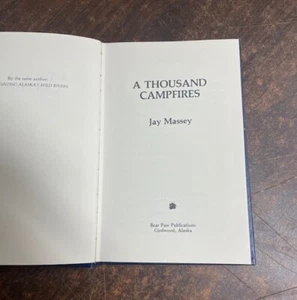 By the same author:
A THOUSAND
CAMPFIRES
Jay Massey
Bear Paw Publications
Girdwood, Alaska